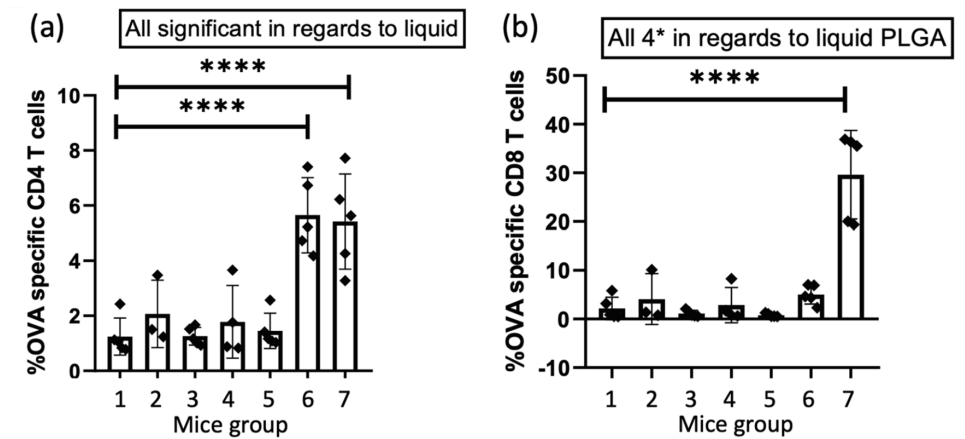 (a)
All significant in regards to liquid
****
****
%OVA specific CD4 T cells
10
8
6
4
2
0
1 2 3 4 5 6 7
Mice group
(b)
All 4* in regards to liquid PLGA
****
%OVA specific CD8 T cells
50
40
30
20
10
0
-10
1 2 3 4 5 6 7
Mice group